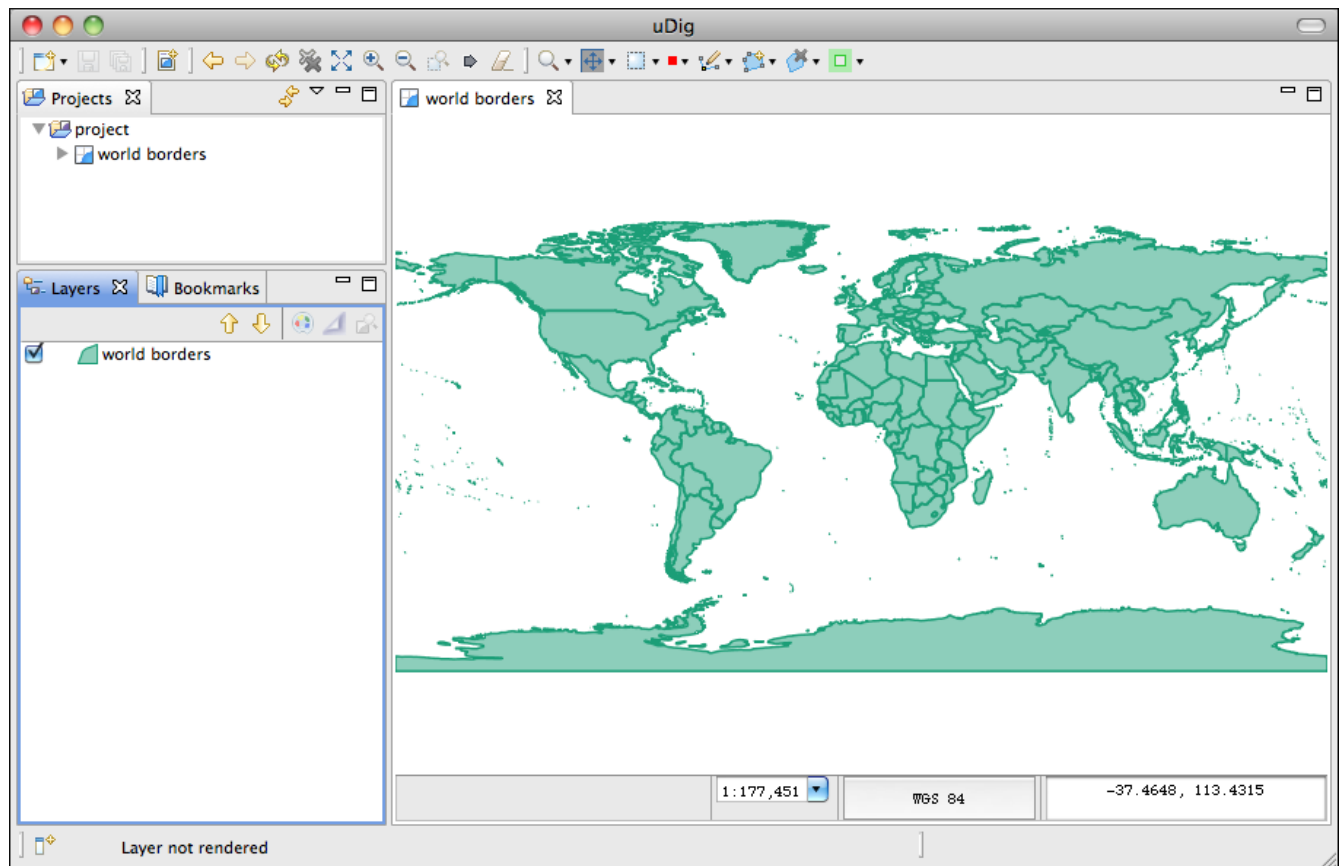 uDig
Projects
world borders
project
world borders
Layers
Bookmarks
world borders
1:177,451
WGS 84
-37.4648, 113.4315
Layer not rendered